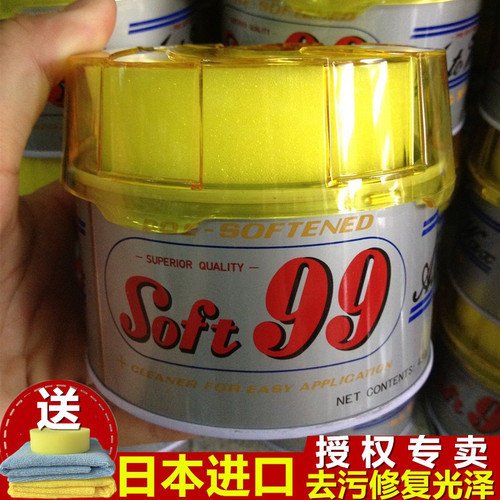 PRE-SOFTENED
— SUPERIOR QUALITY —
Soft 99
+ CLEANER FOR EASY APPLICATION
NET CONTENTS:
送
日本进口
授权专卖
去污修复光泽